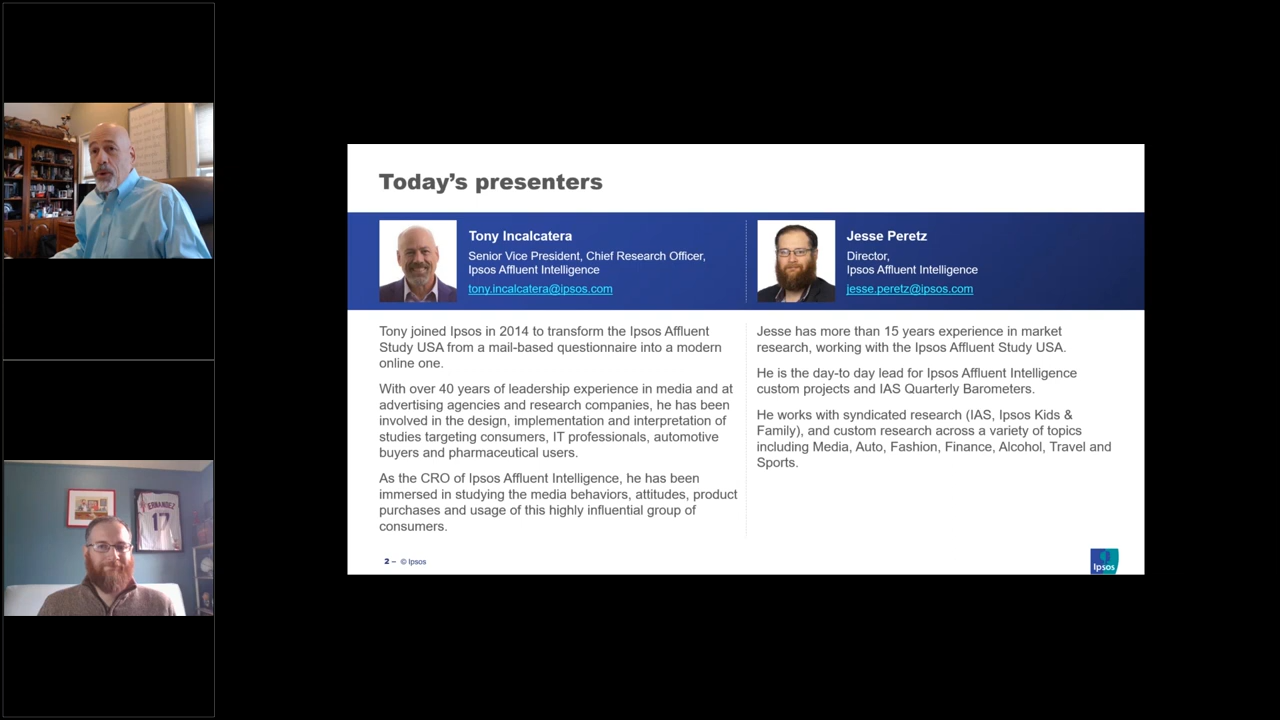 Today's presenters
Tony Incalcatera
Senior Vice President, Chief Research Officer,
Ipsos Affluent Intelligence
tony.incalcatera@ipsos.com
Jesse Peretz
Director,
Ipsos Affluent Intelligence
jesse.peretz@ipsos.com
Tony joined Ipsos in 2014 to transform the Ipsos Affluent
Study USA from a mail-based questionnaire into a modern
online one.
With over 40 years of leadership experience in media and at
advertising agencies and research companies, he has been
involved in the design, implementation and interpretation of
studies targeting consumers, IT professionals, automotive
buyers and pharmaceutical users.
As the CRO of Ipsos Affluent Intelligence, he has been
immersed in studying the media behaviors, attitudes, product
purchases and usage of this highly influential group of
consumers.
Jesse has more than 15 years experience in market
research, working with the Ipsos Affluent Study USA.
He is the day-to day lead for Ipsos Affluent Intelligence
custom projects and IAS Quarterly Barometers.
He works with syndicated research (IAS, Ipsos Kids &
Family), and custom research across a variety of topics
including Media, Auto, Fashion, Finance, Alcohol, Travel and
Sports.
2 – © Ipsos
Ipsos
17